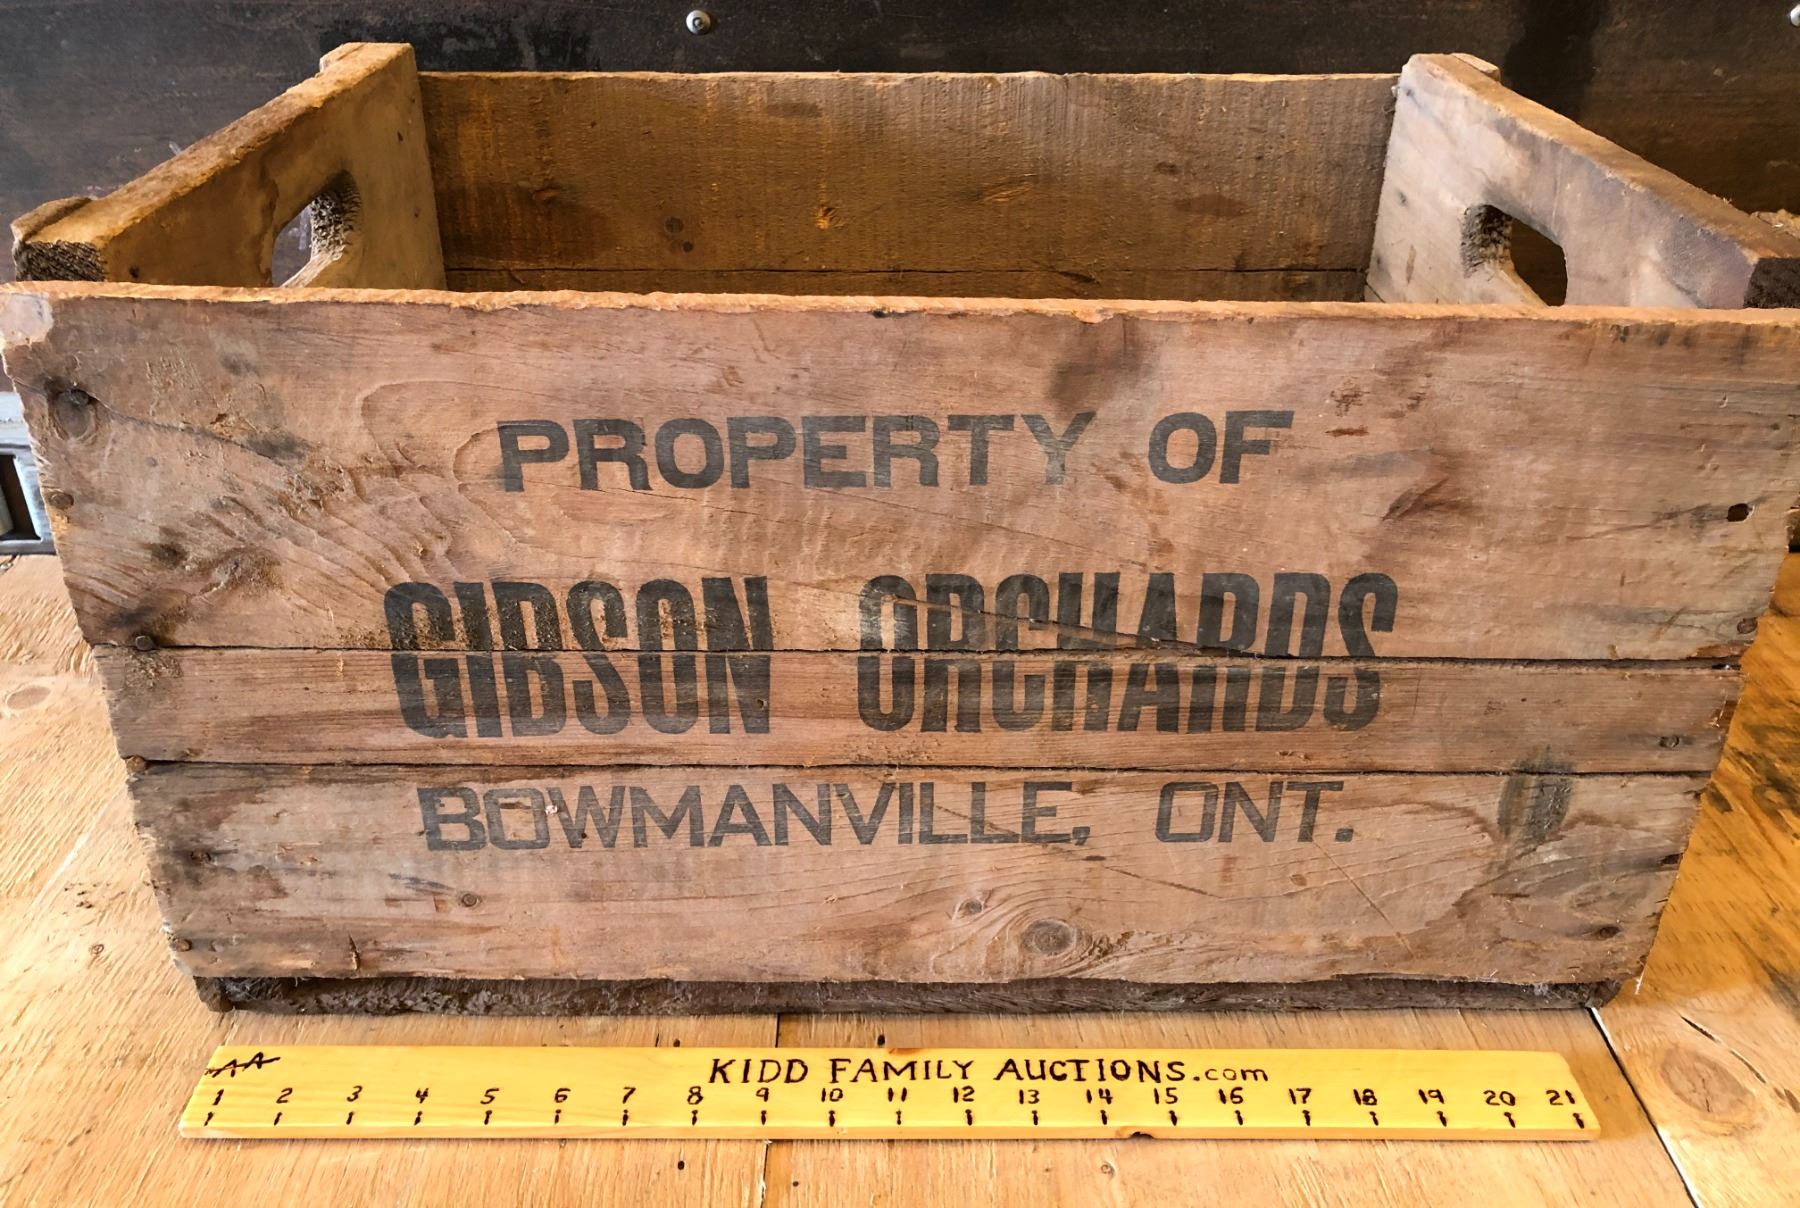 PROPERTY OF
GIBSON ORCHARDS
BOWMANVILLE, ONT.
AA KIDD FAMILY AUCTIONS.com
1 2 3 4 5 6 7 8 9 10 11 12 13 14 15 16 17 18 19 20 21